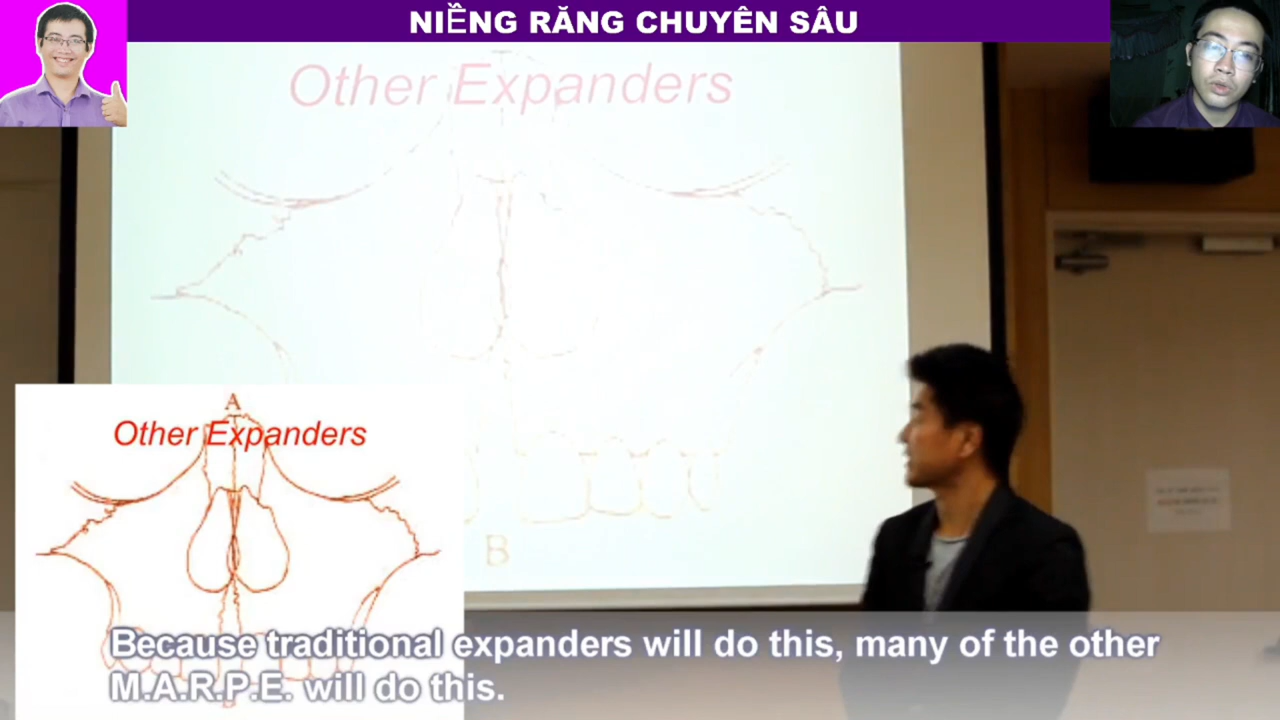 NIỀNG RĂNG CHUYÊN SÂU
Other Expanders
B
A
Other Expanders
Because traditional expanders will do this, many of the other
M.A.R.P.E. will do this.